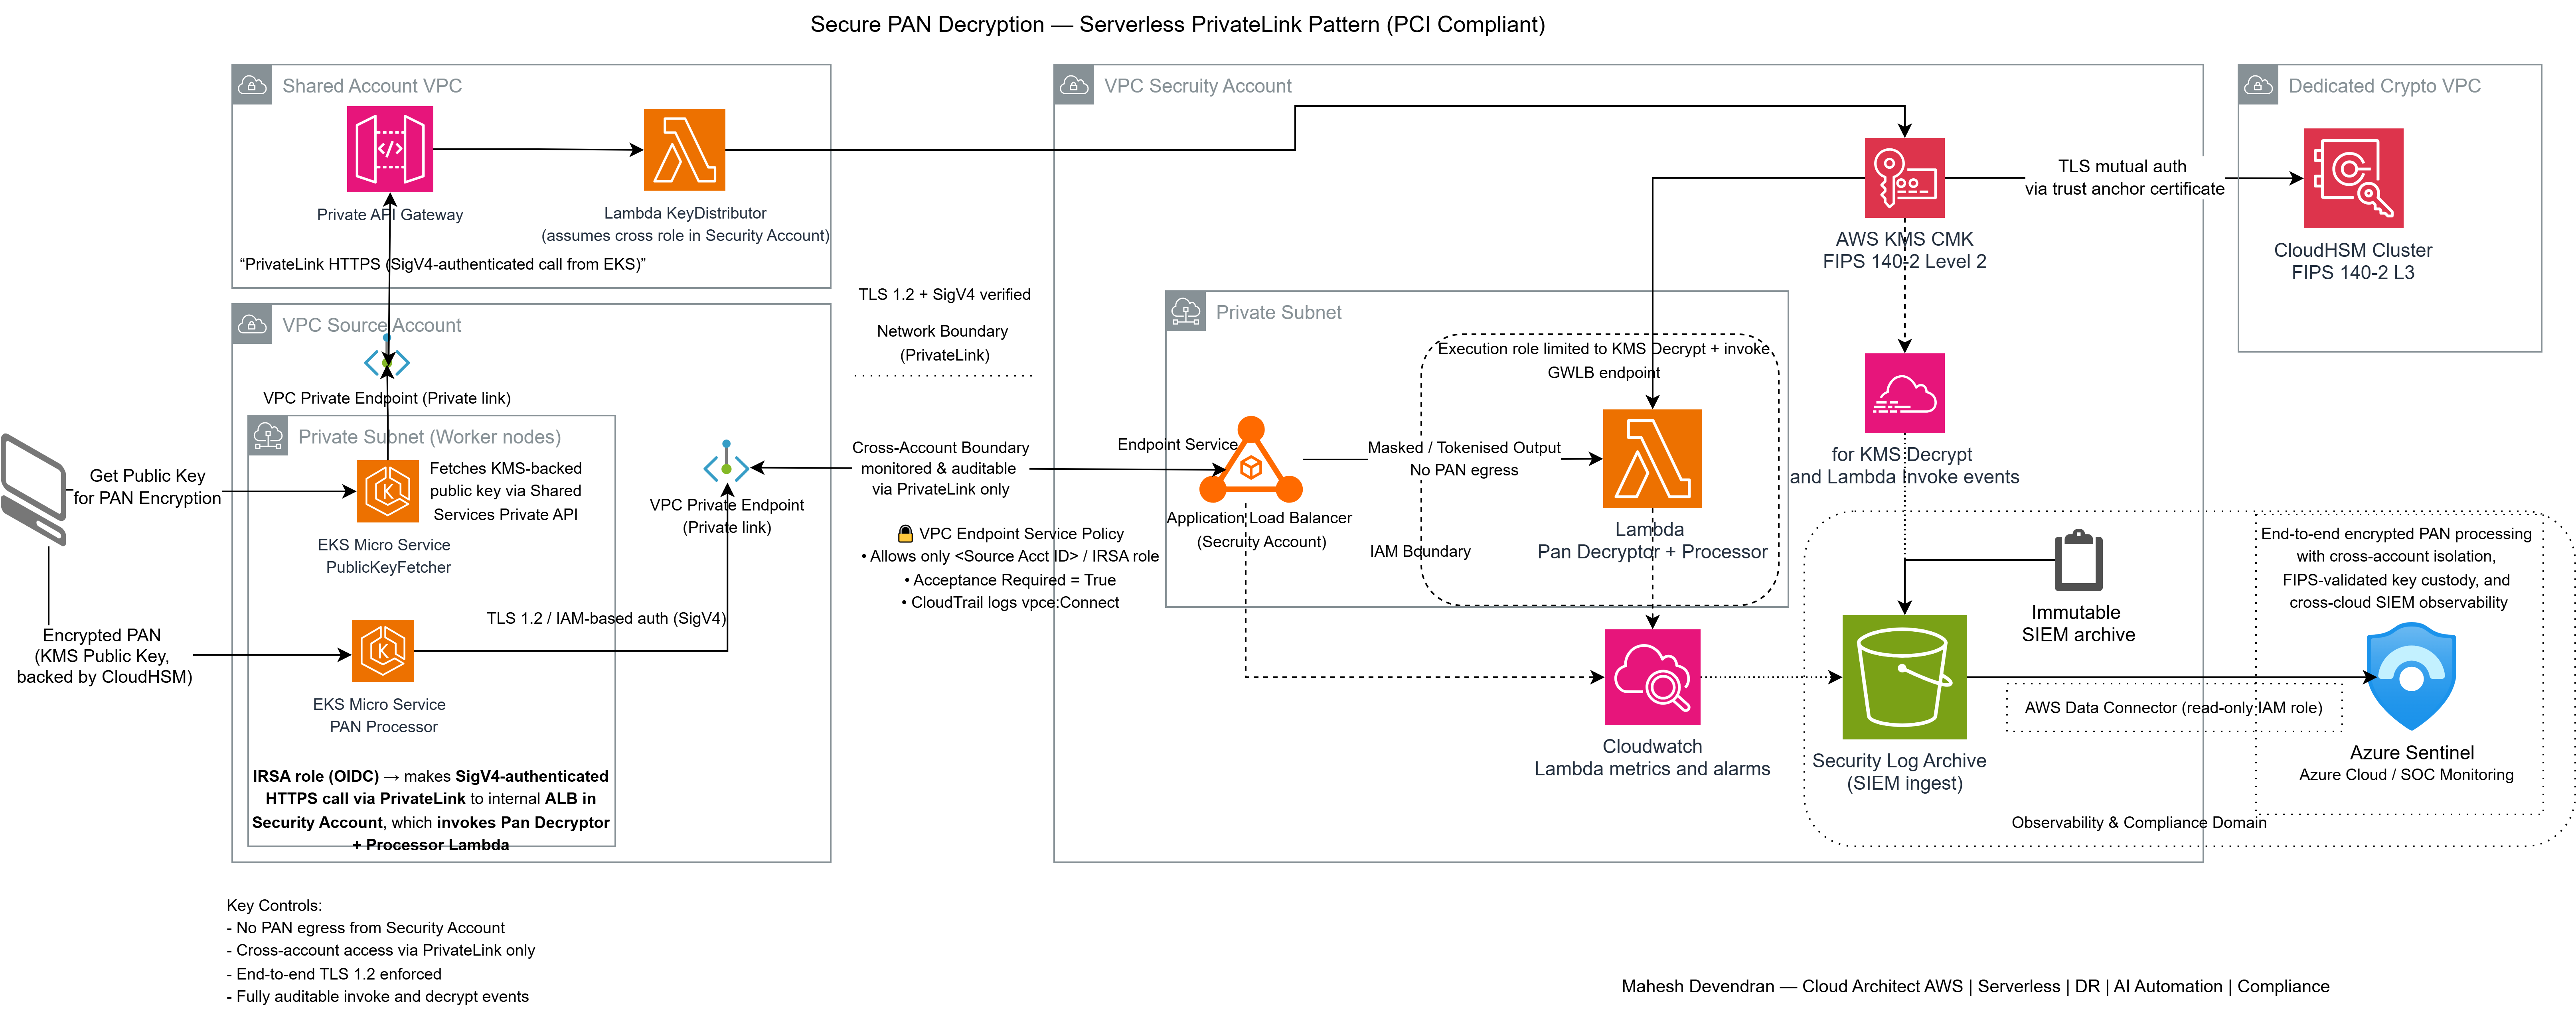 Secure PAN Decryption — Serverless PrivateLink Pattern (PCI Compliant)
Shared Account VPC
Private API Gateway
Lambda KeyDistributor
(assumes cross role in Security Account)
“PrivateLink HTTPS (SigV4-authenticated call from EKS)”
VPC Source Account
VPC Private Endpoint (Private link)
Private Subnet (Worker nodes)
Get Public Key
for PAN Encryption
Fetches KMS-backed
public key via Shared
Services Private API
EKS Micro Service
PublicKeyFetcher
Encrypted PAN
(KMS Public Key,
backed by CloudHSM)
EKS Micro Service
PAN Processor
TLS 1.2 / IAM-based auth (SigV4)
VPC Private Endpoint
(Private link)
IRSA role (OIDC) → makes SigV4-authenticated
HTTPS call via PrivateLink to internal ALB in
Security Account, which invokes Pan Decryptor
+ Processor Lambda
TLS 1.2 + SigV4 verified
Network Boundary
(PrivateLink)
Cross-Account Boundary
monitored & auditable
via PrivateLink only
🔒 VPC Endpoint Service Policy
• Allows only <Source Acct ID> / IRSA role
• Acceptance Required = True
• CloudTrail logs vpce:Connect
VPC Secruity Account
Private Subnet
Endpoint Service
Application Load Balancer
(Secruity Account)
Masked / Tokenised Output
No PAN egress
Execution role limited to KMS Decrypt + invoke
GWLB endpoint
IAM Boundary
Lambda
Pan Decryptor + Processor
Cloudwatch
Lambda metrics and alarms
AWS KMS CMK
FIPS 140-2 Level 2
TLS mutual auth
via trust anchor certificate
Dedicated Crypto VPC
CloudHSM Cluster
FIPS 140-2 L3
for KMS Decrypt
and Lambda Invoke events
Immutable
SIEM archive
Security Log Archive
(SIEM ingest)
End-to-end encrypted PAN processing
with cross-account isolation,
FIPS-validated key custody, and
cross-cloud SIEM observability
AWS Data Connector (read-only IAM role)
Azure Sentinel
Azure Cloud / SOC Monitoring
Observability & Compliance Domain
Key Controls:
- No PAN egress from Security Account
- Cross-account access via PrivateLink only
- End-to-end TLS 1.2 enforced
- Fully auditable invoke and decrypt events
Mahesh Devendran — Cloud Architect AWS | Serverless | DR | AI Automation | Compliance